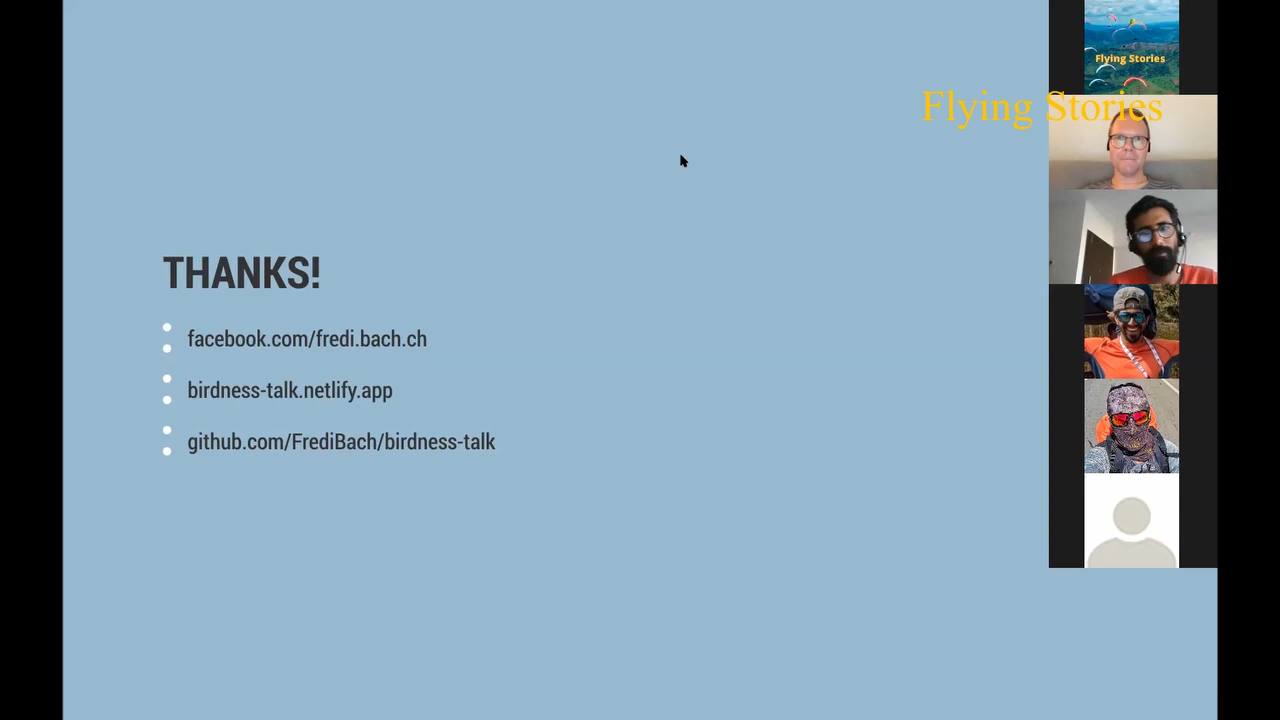 Flying Stories
Flying Stories
THANKS!
facebook.com/fredi.bach.ch
birdness-talk.netlify.app
github.com/FrediBach/birdness-talk